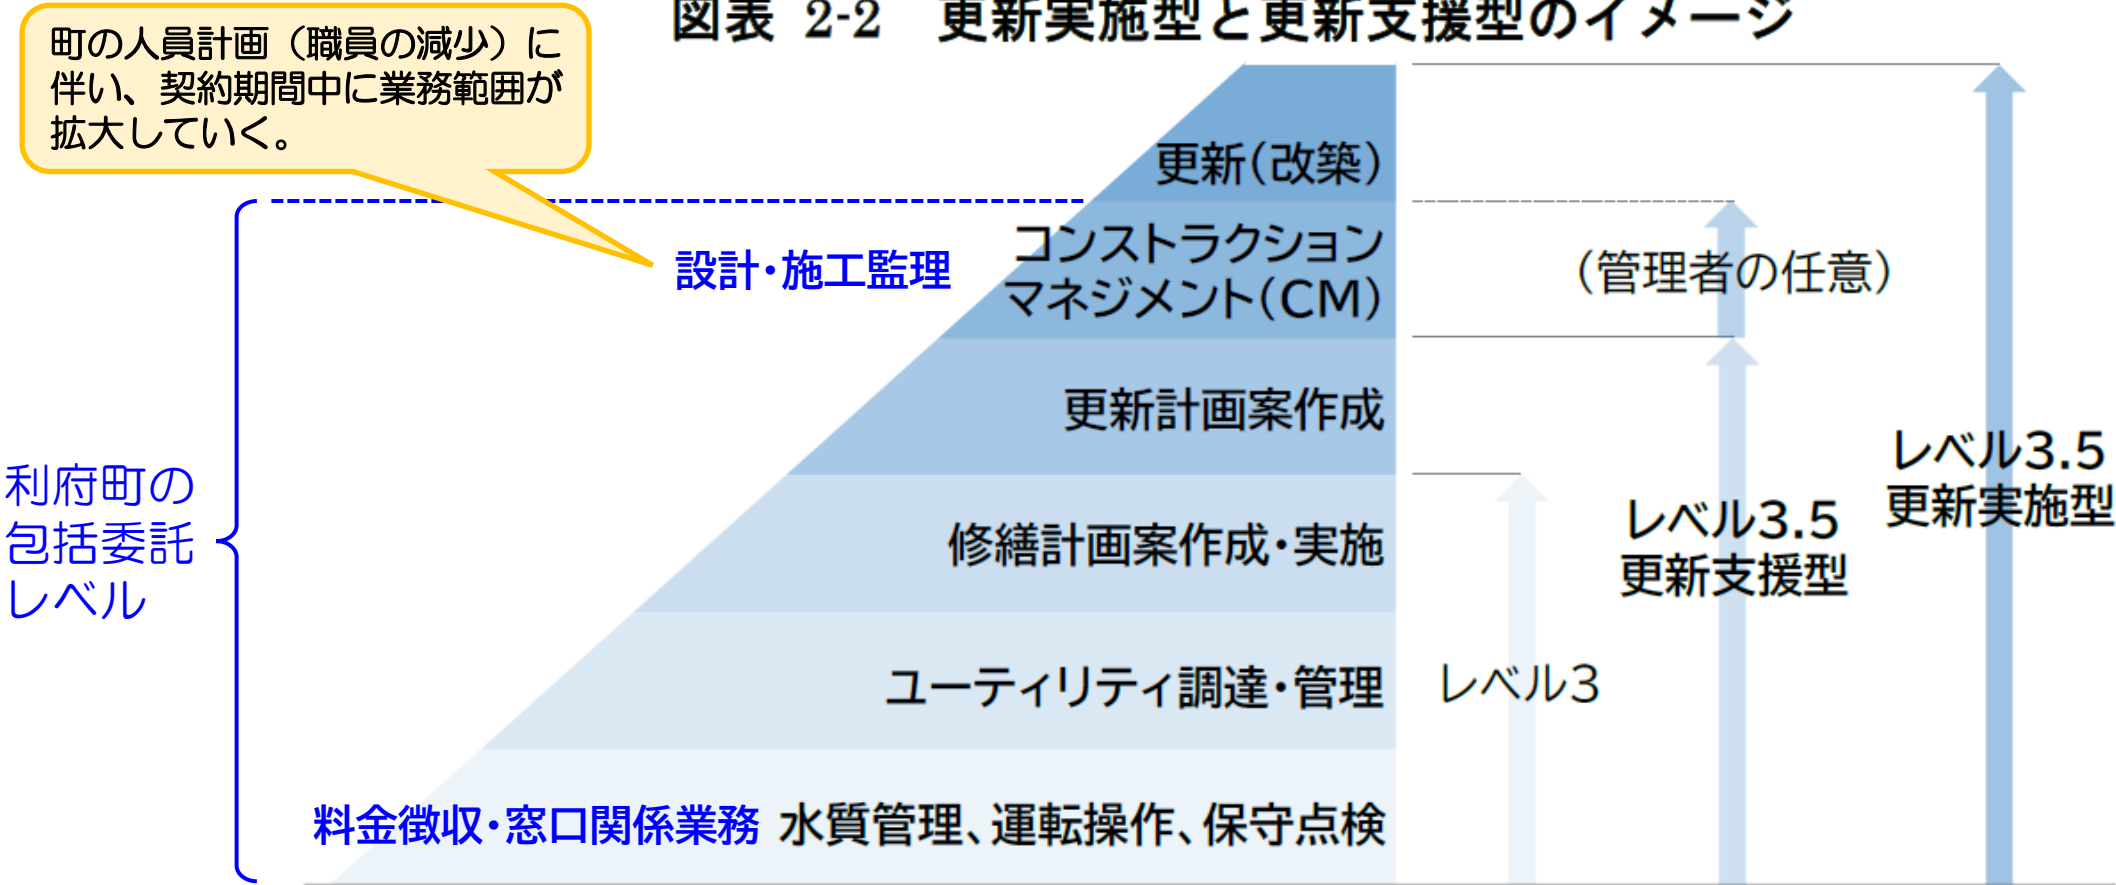 図表 2-2 更新実施型と更新支援型のイメージ
町の人員計画（職員の減少）に
伴い、契約期間中に業務範囲が
拡大していく。
更新（改築）
設計・施工監理
コンストラクション
マネジメント（CM）
（管理者の任意）
更新計画案作成
利府町の
包括委託
レベル
修繕計画案作成・実施
レベル3.5
更新支援型
レベル3.5
更新実施型
ユーティリティ調達・管理
レベル3
料金徴収・窓口関係業務
水質管理、運転操作、保守点検